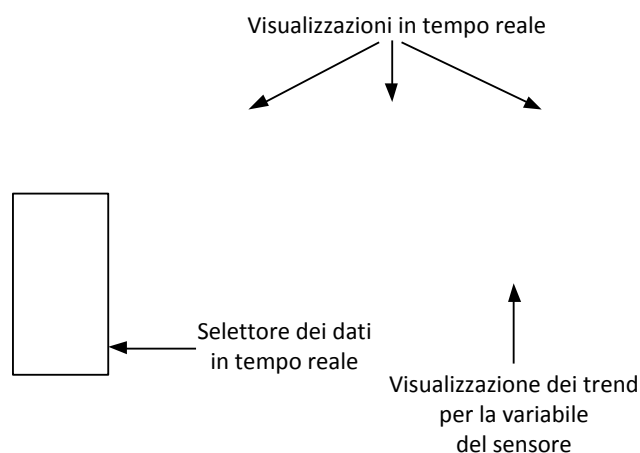 Visualizzazioni in tempo reale
Selettore dei dati
in tempo reale
Visualizzazione dei trend
per la variabile
del sensore